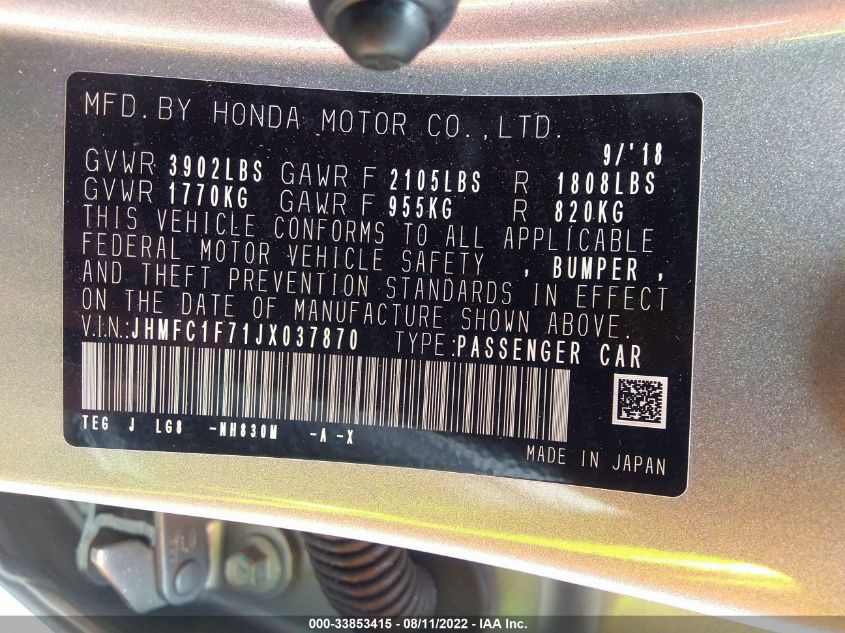 MFD. BY HONDA MOTOR CO.,LTD.
9/'18
GVWR 3902LBS GAWR F 2105LBS R 1808LBS
GVWR 1770KG GAWR F 955KG R 820KG
THIS VEHICLE CONFORMS TO ALL APPLICABLE
FEDERAL MOTOR VEHICLE SAFETY , BUMPER ,
AND THEFT PREVENTION STANDARDS IN EFFECT
ON THE DATE OF MANUFACTURE SHOWN ABOVE.
V.I.N.:JHMFC1F71JX037870 TYPE:PASSENGER CAR
TEG J LG8 -NH830M -A -X
MADE IN JAPAN
000-33853415 - 08/11/2022 - IAA Inc.